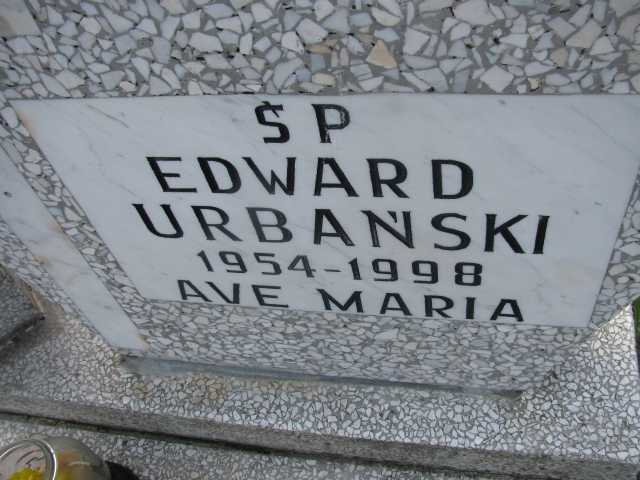 ŚP
EDWARD
URBAŃSKI
1954-1998
AVE MARIA